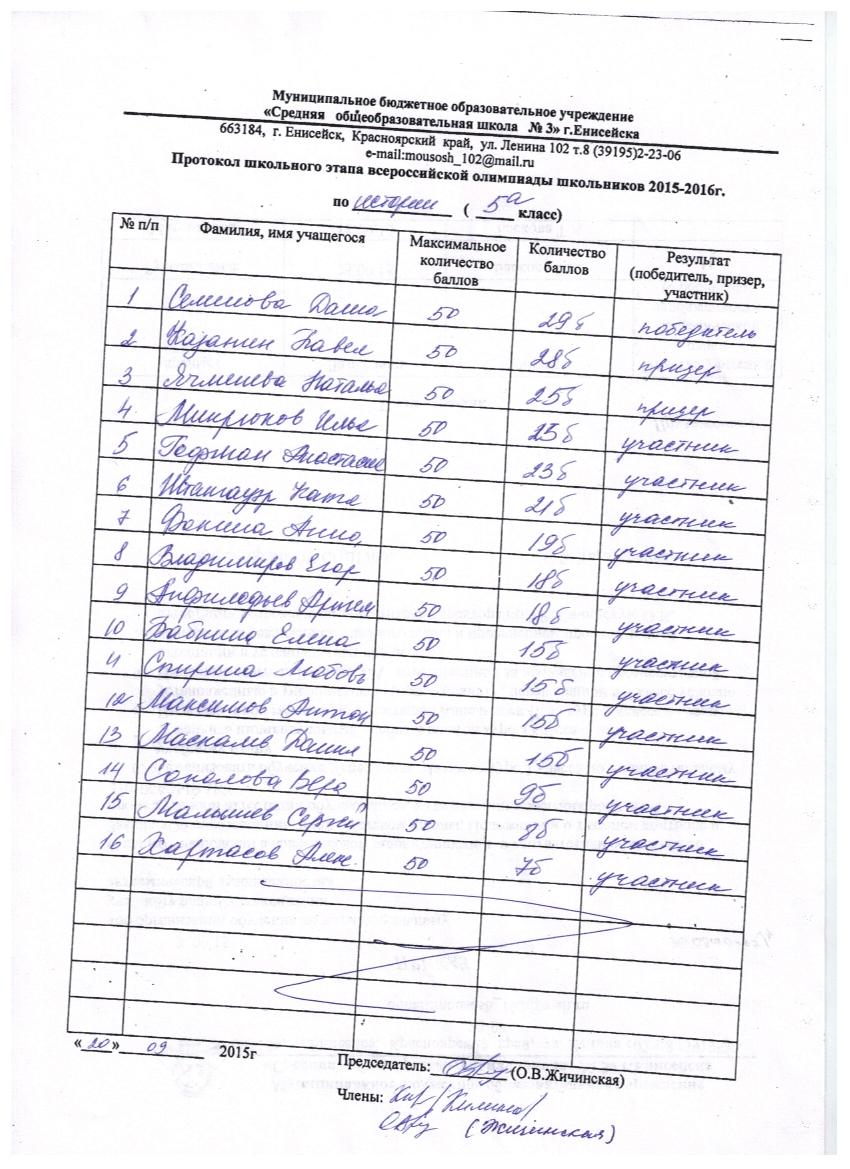 Муниципальное бюджетное образовательное учреждение
«Средняя общеобразовательная школа № 3» г.Енисейска
663184, г. Енисейск, Красноярский край, ул. Ленина 102 т.8 (39195)2-23-06
e-mail:mousosh_102@mail.ru
Протокол школьного этапа всероссийской олимпиады школьников 2015-2016г.
по истории ( 5а класс)
№ п/п Фамилия, имя учащегося Максимальное количество баллов Количество баллов Результат (победитель, призер, участник)
1 Семенова Даша 50 29б победитель
2 Казанин Павел 50 28б призер
3 Ячменева Наталья 50 25б призер
4. Микрюков Илья 50 23б участник
5 Гофман Анастасия 50 23б участник
6 Штангауэр Катя 50 21б участник
7 Фокина Анна 50 19б участник
8 Владимиров Егор 50 18б участник
9 Артем 50 18б участник
10 Бабкина Елена 50 15б участник
11 Спирина Любовь 50 15б участник
12 Максимов Антон 50 15б участник
13 Маскаль Данил 50 15б участник
14 Соколова Вера 50 9б участник
15 Малышев Сергей 50 8б участник
16 Хартасов Алек. 50 7б участник
«20» 09 2015г
Председатель: (О.В.Жичинская)
Члены:
(Жичинская)